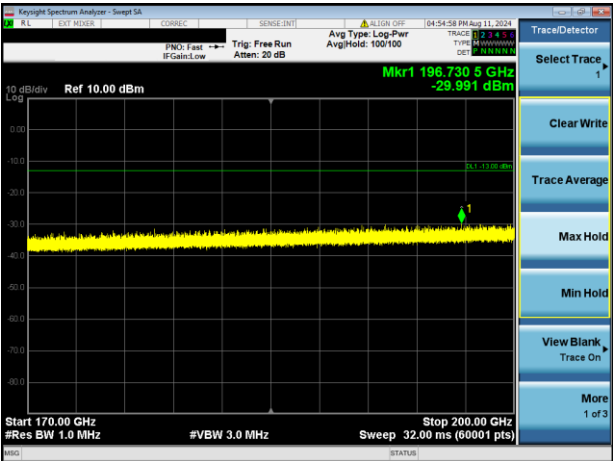 Keysight Spectrum Analyzer - Swept SA
RL EXT MIXER CORREC SENSE:INT ALIGN OFF 04:54:58 PM Aug 11, 2024
Trace/Detector
PNO: Fast Trig: Free Run Avg Type: Log-Pwr TRACE 1 2 3 4 5
IFGain:Low Atten: 20 dB Avg|Hold: 100/100 TYPE MWWWWW
DET P NNNNN
Select Trace
1
Mkr1 196.730 5 GHz
-29.991 dBm
10 dB/div Ref 10.00 dBm
Log
Clear Write
0.00
-10.0
DL1 -13.00 dBm
Trace Average
-20.0
1
-30.0
Max Hold
-40.0
-50.0
Min Hold
-60.0
-70.0
View Blank
Trace On
-80.0
More
1 of 3
Start 170.00 GHz Stop 200.00 GHz
#Res BW 1.0 MHz #VBW 3.0 MHz Sweep 32.00 ms (60001 pts)
MSG STATUS